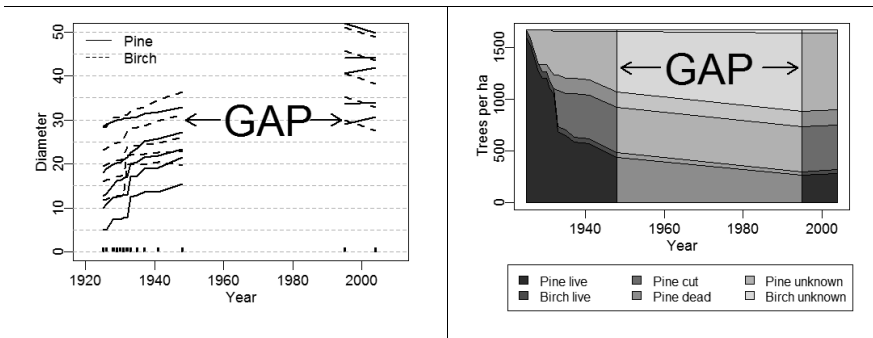 50
40
30
20
10
0
Diameter
Pine
Birch
GAP
1920 1940 1960 1980 2000
Year
1500
1000
500
0
Trees per ha
GAP
1940 1960 1980 2000
Year
Pine live Pine cut Pine unknown
Birch live Pine dead Birch unknown